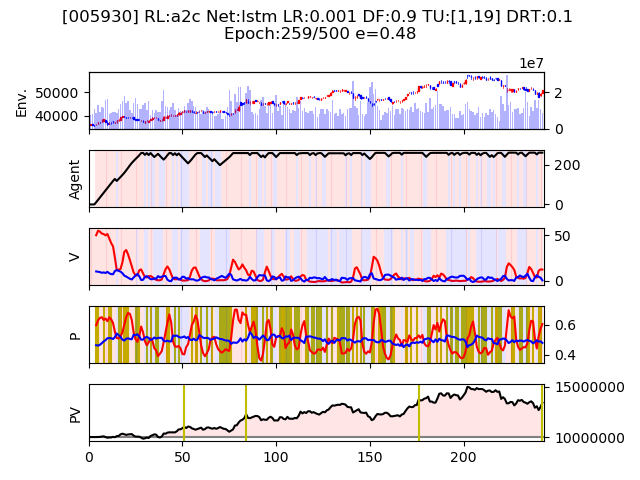 [005930] RL:a2c Net:lstm LR:0.001 DF:0.9 TU:[1,19] DRT:0.1
Epoch:259/500 e=0.48
1e7
Env.
50000
40000
2
0
Agent
200
0
V
50
0
P
0.6
0.4
PV
15000000
10000000
0 50 100 150 200